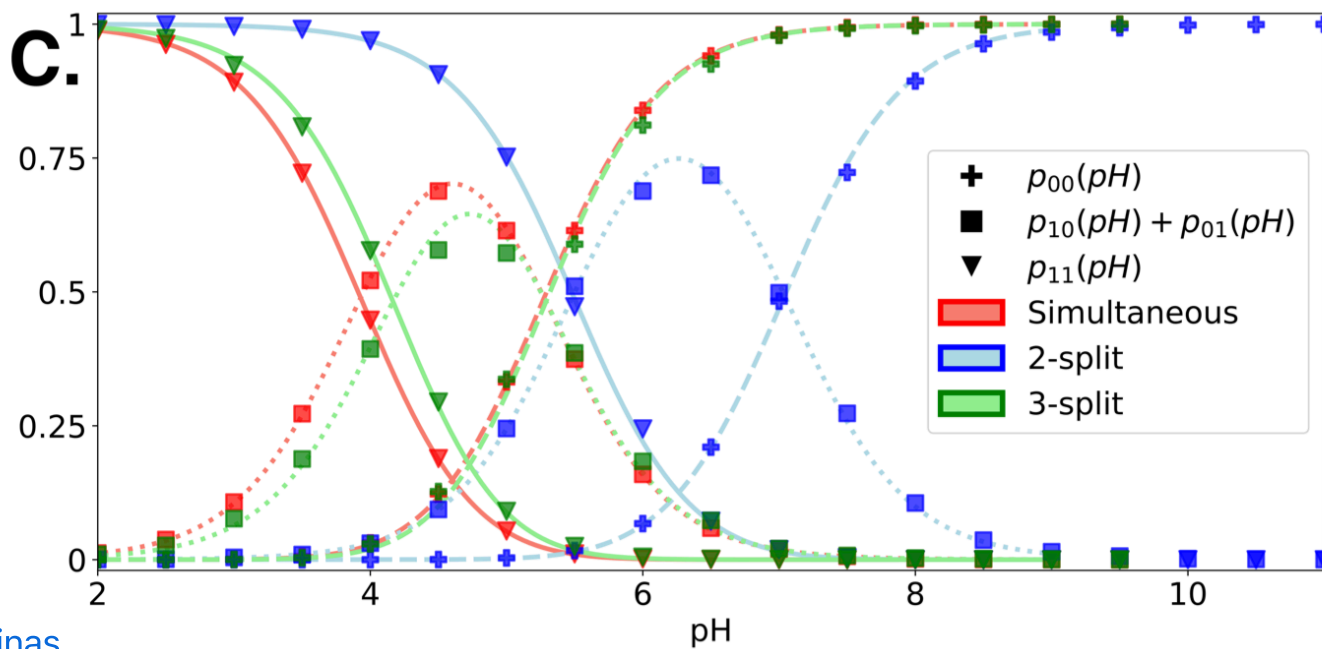 C.
1
0.75
0.5
0.25
0
2 4 6 8 10
pH
p₀₀(pH)
p₁₀(pH) + p₀₁(pH)
p₁₁(pH)
Simultaneous
2-split
3-split
inas